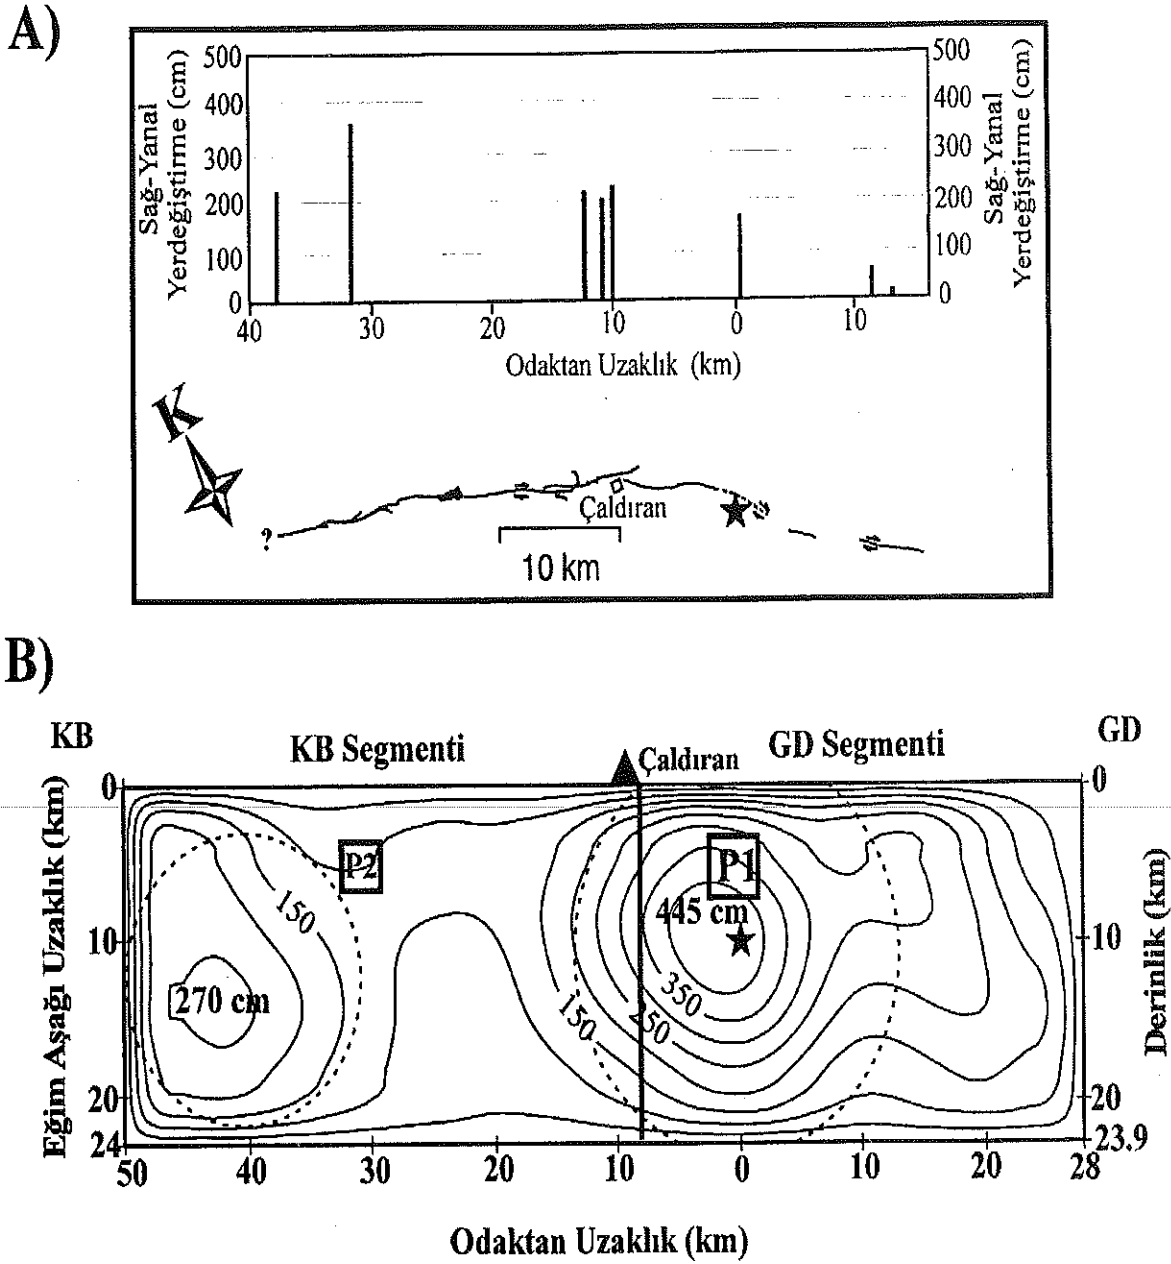 A)
Sağ-Yanal
Yerdeğiştirme (cm)
500
400
300
200
100
0
500
400
300
200
100
0
Sağ-Yanal
Yerdeğiştirme (cm)
40 30 20 10 0 10
Odaktan Uzaklık (km)
K
?
Çaldıran
10 km
B)
KB
KB Segmenti
Çaldıran
GD Segmenti
GD
Eğim Aşağı Uzaklık (km)
0
10
20
24
0
10
20
23.9
Derinlik (km)
P2
P1
150
445 cm
270 cm
350
250
150
50 40 30 20 10 0 10 20 28
Odaktan Uzaklık (km)